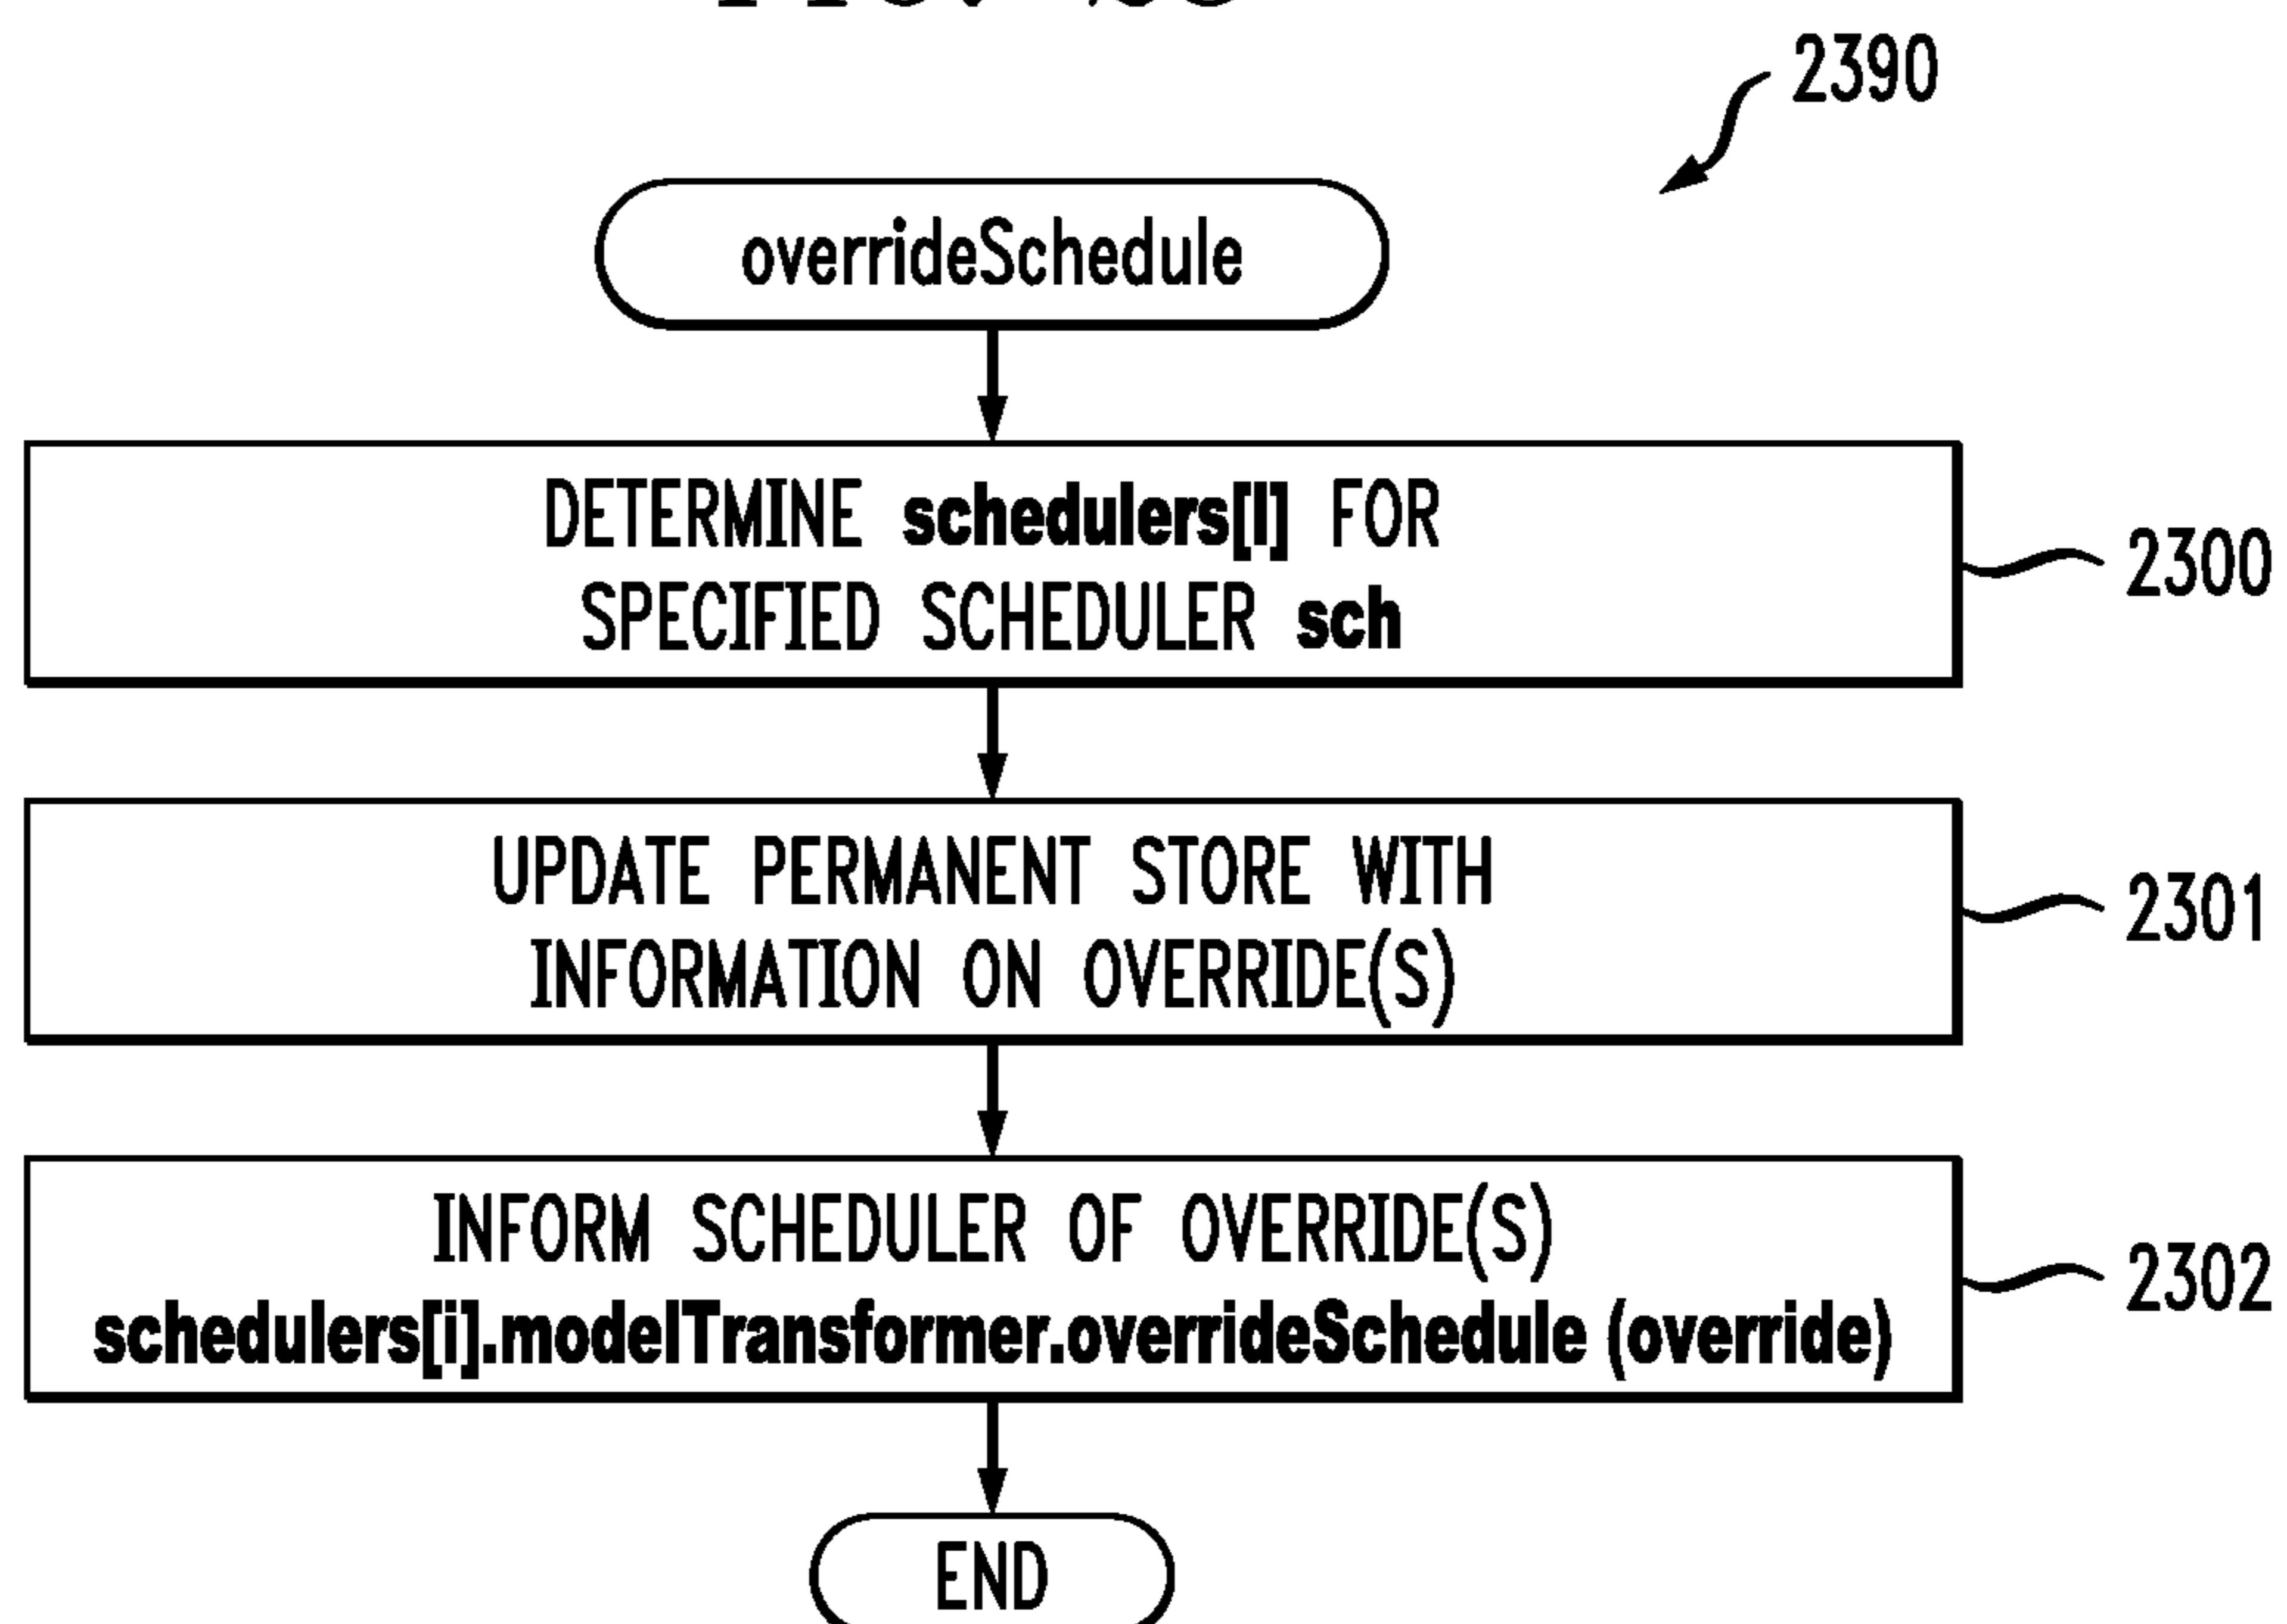 2390
overrideSchedule
DETERMINE schedulers[I] FOR
SPECIFIED SCHEDULER sch
2300
UPDATE PERMANENT STORE WITH
INFORMATION ON OVERRIDE(S)
2301
INFORM SCHEDULER OF OVERRIDE(S)
schedulers[i].modelTransformer.overrideSchedule (override)
2302
END